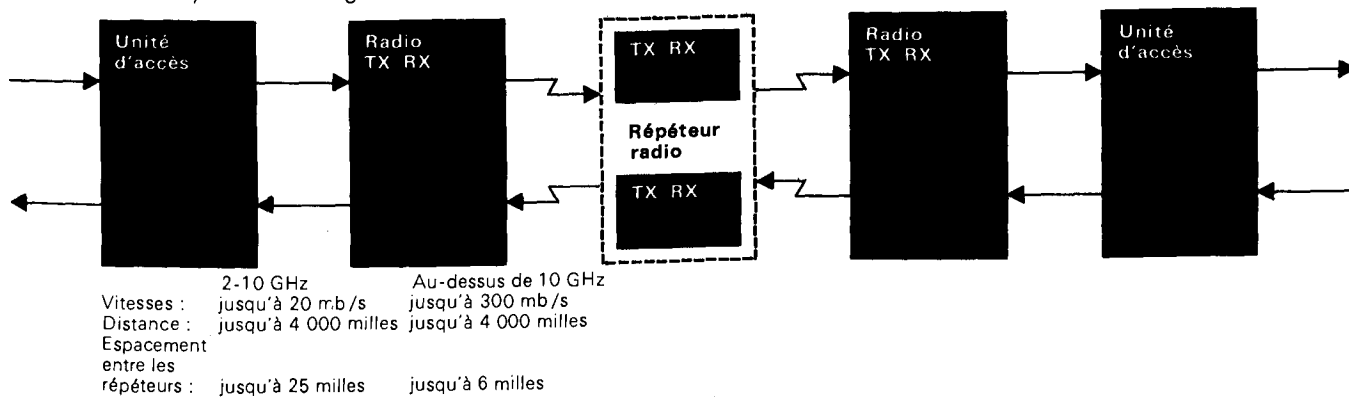 Unité
d'accès
Radio
TX RX
TX RX
Répéteur
radio
TX RX
Radio
TX RX
Unité
d'accès
2-10 GHz Au-dessus de 10 GHz
Vitesses : jusqu'à 20 mb/s jusqu'à 300 mb/s
Distance : jusqu'à 4 000 milles jusqu'à 4 000 milles
Espacement
entre les
répéteurs : jusqu'à 25 milles jusqu'à 6 milles